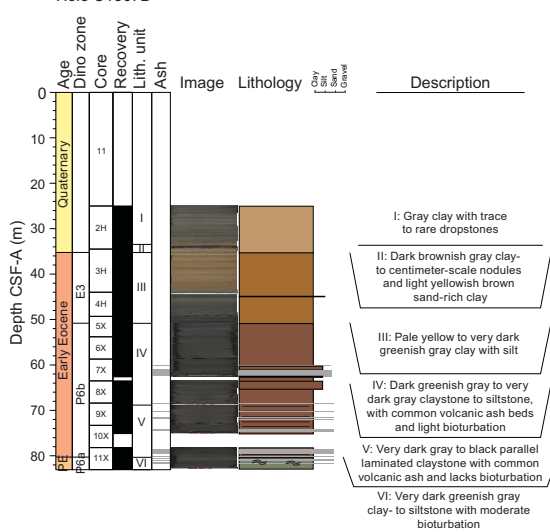 Age
Dino zone
Core
Recovery
Lith. unit
Ash
Image
Lithology
Clay
Silt
Sand
Gravel
Description
Depth CSF-A (m)
0
10
20
30
40
50
60
70
80
Quaternary
Early Eocene
PE
E3
P6b
P6a
11
2H
3H
4H
5X
6X
7X
8X
9X
10X
11X
I
II
III
IV
V
VI
I: Gray clay with trace
to rare dropstones
II: Dark brownish gray clay-
to centimeter-scale nodules
and light yellowish brown
sand-rich clay
III: Pale yellow to very dark
greenish gray clay with silt
IV: Dark greenish gray to very
dark gray claystone to siltstone,
with common volcanic ash beds
and light bioturbation
V: Very dark gray to black parallel
laminated claystone with common
volcanic ash and lacks bioturbation
VI: Very dark greenish gray
clay- to siltstone with moderate
bioturbation